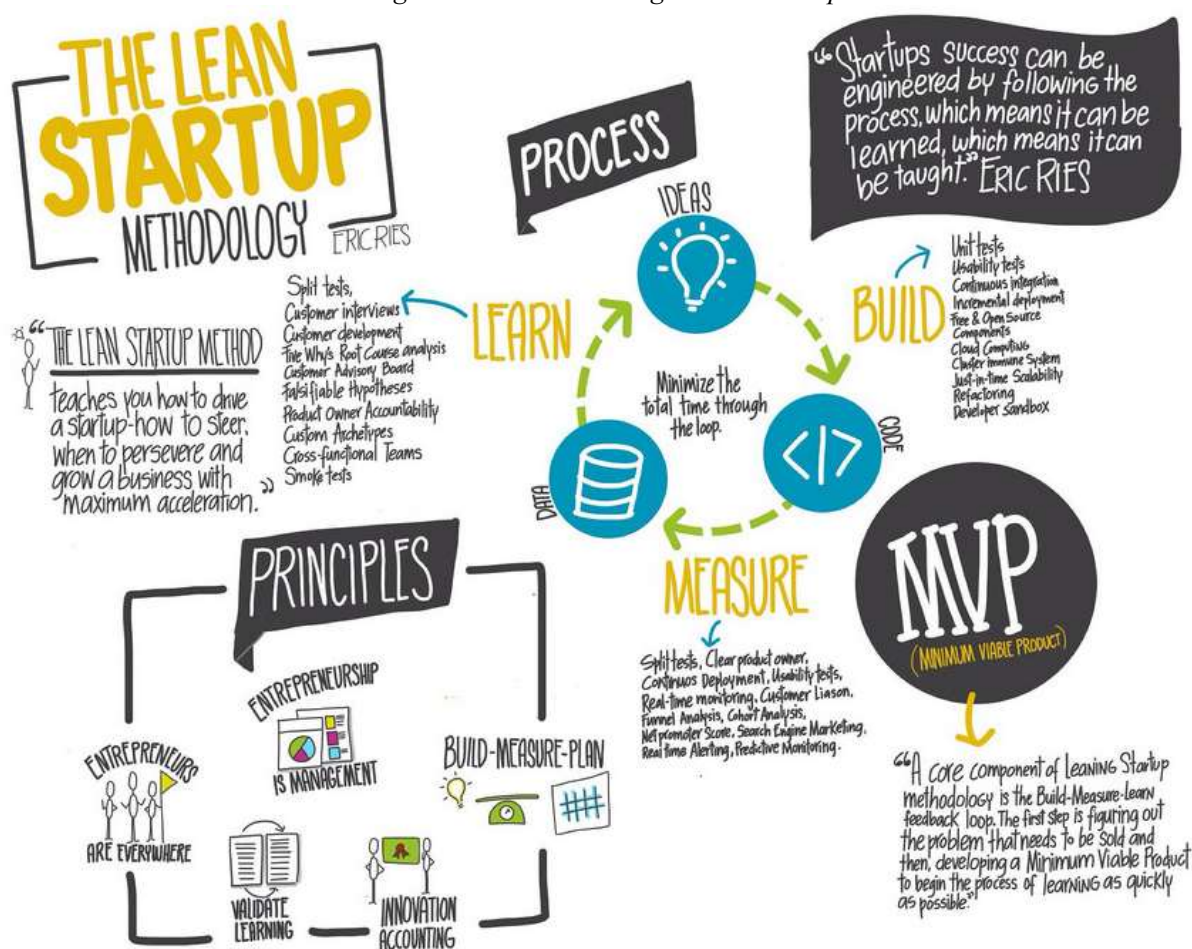 THE LEAN
STARTUP
METHODOLOGY
ERIC RIES
“THE LEAN STARTUP METHOD
teaches you how to drive
a startup-how to steer,
when to persevere and
grow a business with
maximum acceleration.”
PROCESS
IDEAS
CODE
DATA
Minimize the
total time through
the loop.
“Startups success can be
engineered by following the
process, which means it can be
learned, which means it can
be taught.” ERIC RIES
LEARN
Split tests,
Customer interviews
Customer development
Five Why's Root Course analysis
Customer Advisory Board
Falsifiable Hypotheses
Product Owner Accountability
Custom Archetypes
Cross-functional Teams
Smoke tests
BUILD
Unit tests
Usability tests
Continuous integration
Incremental deployment
Free & Open Source
Components
Cloud Computing
Cluster immune System
Just-in-time Scalability
Refactoring
Developer sandbox
MEASURE
Split tests, Clear product owner,
Continuos Deployment, Usability tests,
Real-time monitoring, Customer Liason,
Funnel Analysis, Cohort Analysis,
Net promoter Score, Search Engine Marketing,
Real time Alerting, Predictive Monitoring.
PRINCIPLES
ENTREPRENEURS
ARE EVERYWHERE
ENTREPRENEURSHIP
IS MANAGEMENT
VALIDATE
LEARNING
INNOVATION
ACCOUNTING
BUILD-MEASURE-PLAN
MVP
(MINIMUM VIABLE PRODUCT)
“A core component of Leaning Startup
methodology is the Build-Measure-Learn
feedback loop. The first step is figuring out
the problem that needs to be sold and
then, developing a Minimum Viable Product
to begin the process of learning as quickly
as possible.”